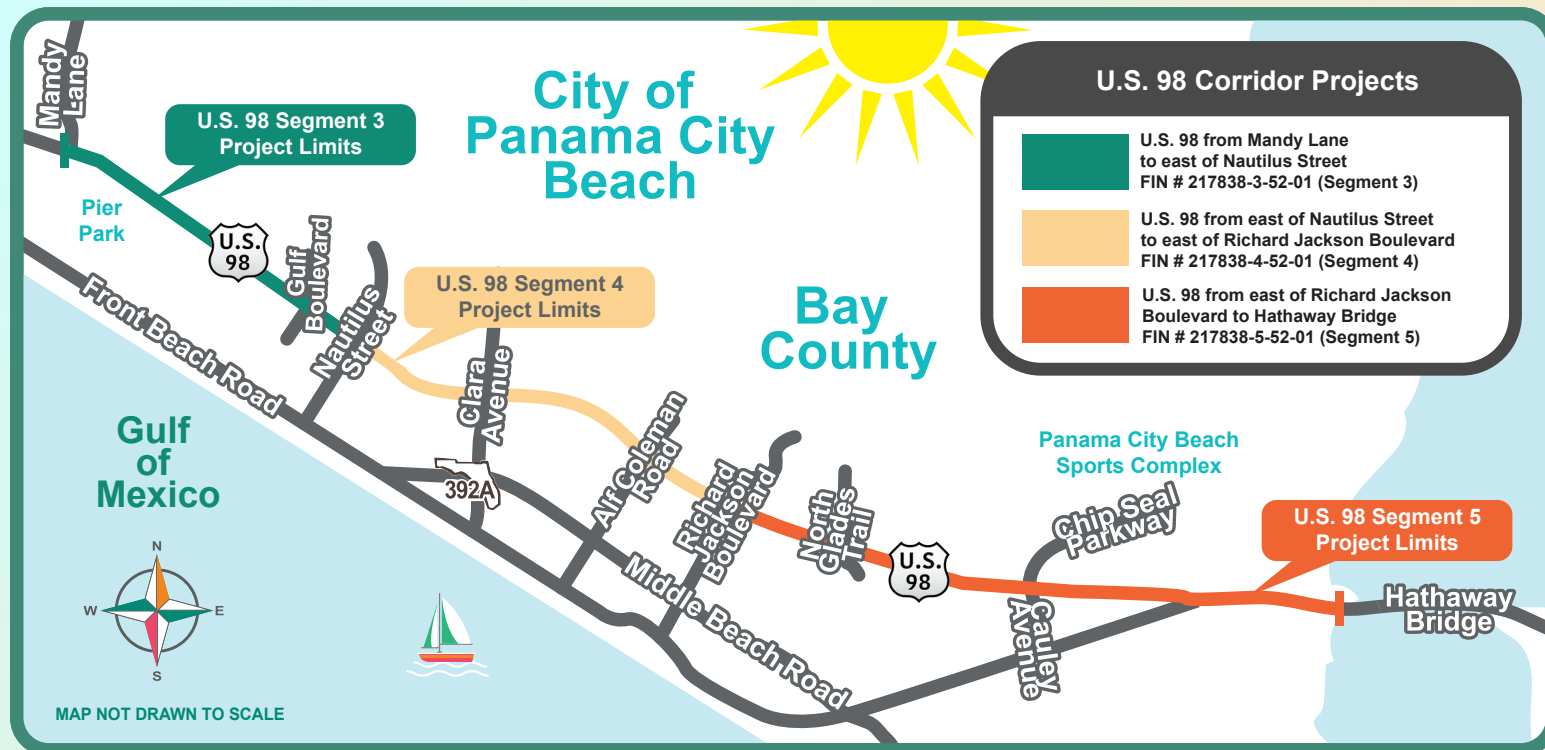 Mandy
Lane
U.S. 98 Segment 3
Project Limits
City of
Panama City
Beach
U.S. 98 Corridor Projects
U.S. 98 from Mandy Lane
to east of Nautilus Street
FIN # 217838-3-52-01 (Segment 3)
U.S. 98 from east of Nautilus Street
to east of Richard Jackson Boulevard
FIN # 217838-4-52-01 (Segment 4)
U.S. 98 from east of Richard Jackson
Boulevard to Hathaway Bridge
FIN # 217838-5-52-01 (Segment 5)
Pier
Park
U.S.
98
Gulf
Boulevard
Nautilus
Street
U.S. 98 Segment 4
Project Limits
Front Beach Road
Bay
County
Clara
Avenue
392A
Gulf
of
Mexico
Alf Coleman
Road
Richard
Jackson
Boulevard
North
Glades
Trail
U.S.
98
Panama City Beach
Sports Complex
Chip Seal
Parkway
U.S. 98 Segment 5
Project Limits
Hathaway
Bridge
Cauley
Avenue
Middle Beach Road
N
W
E
S
MAP NOT DRAWN TO SCALE